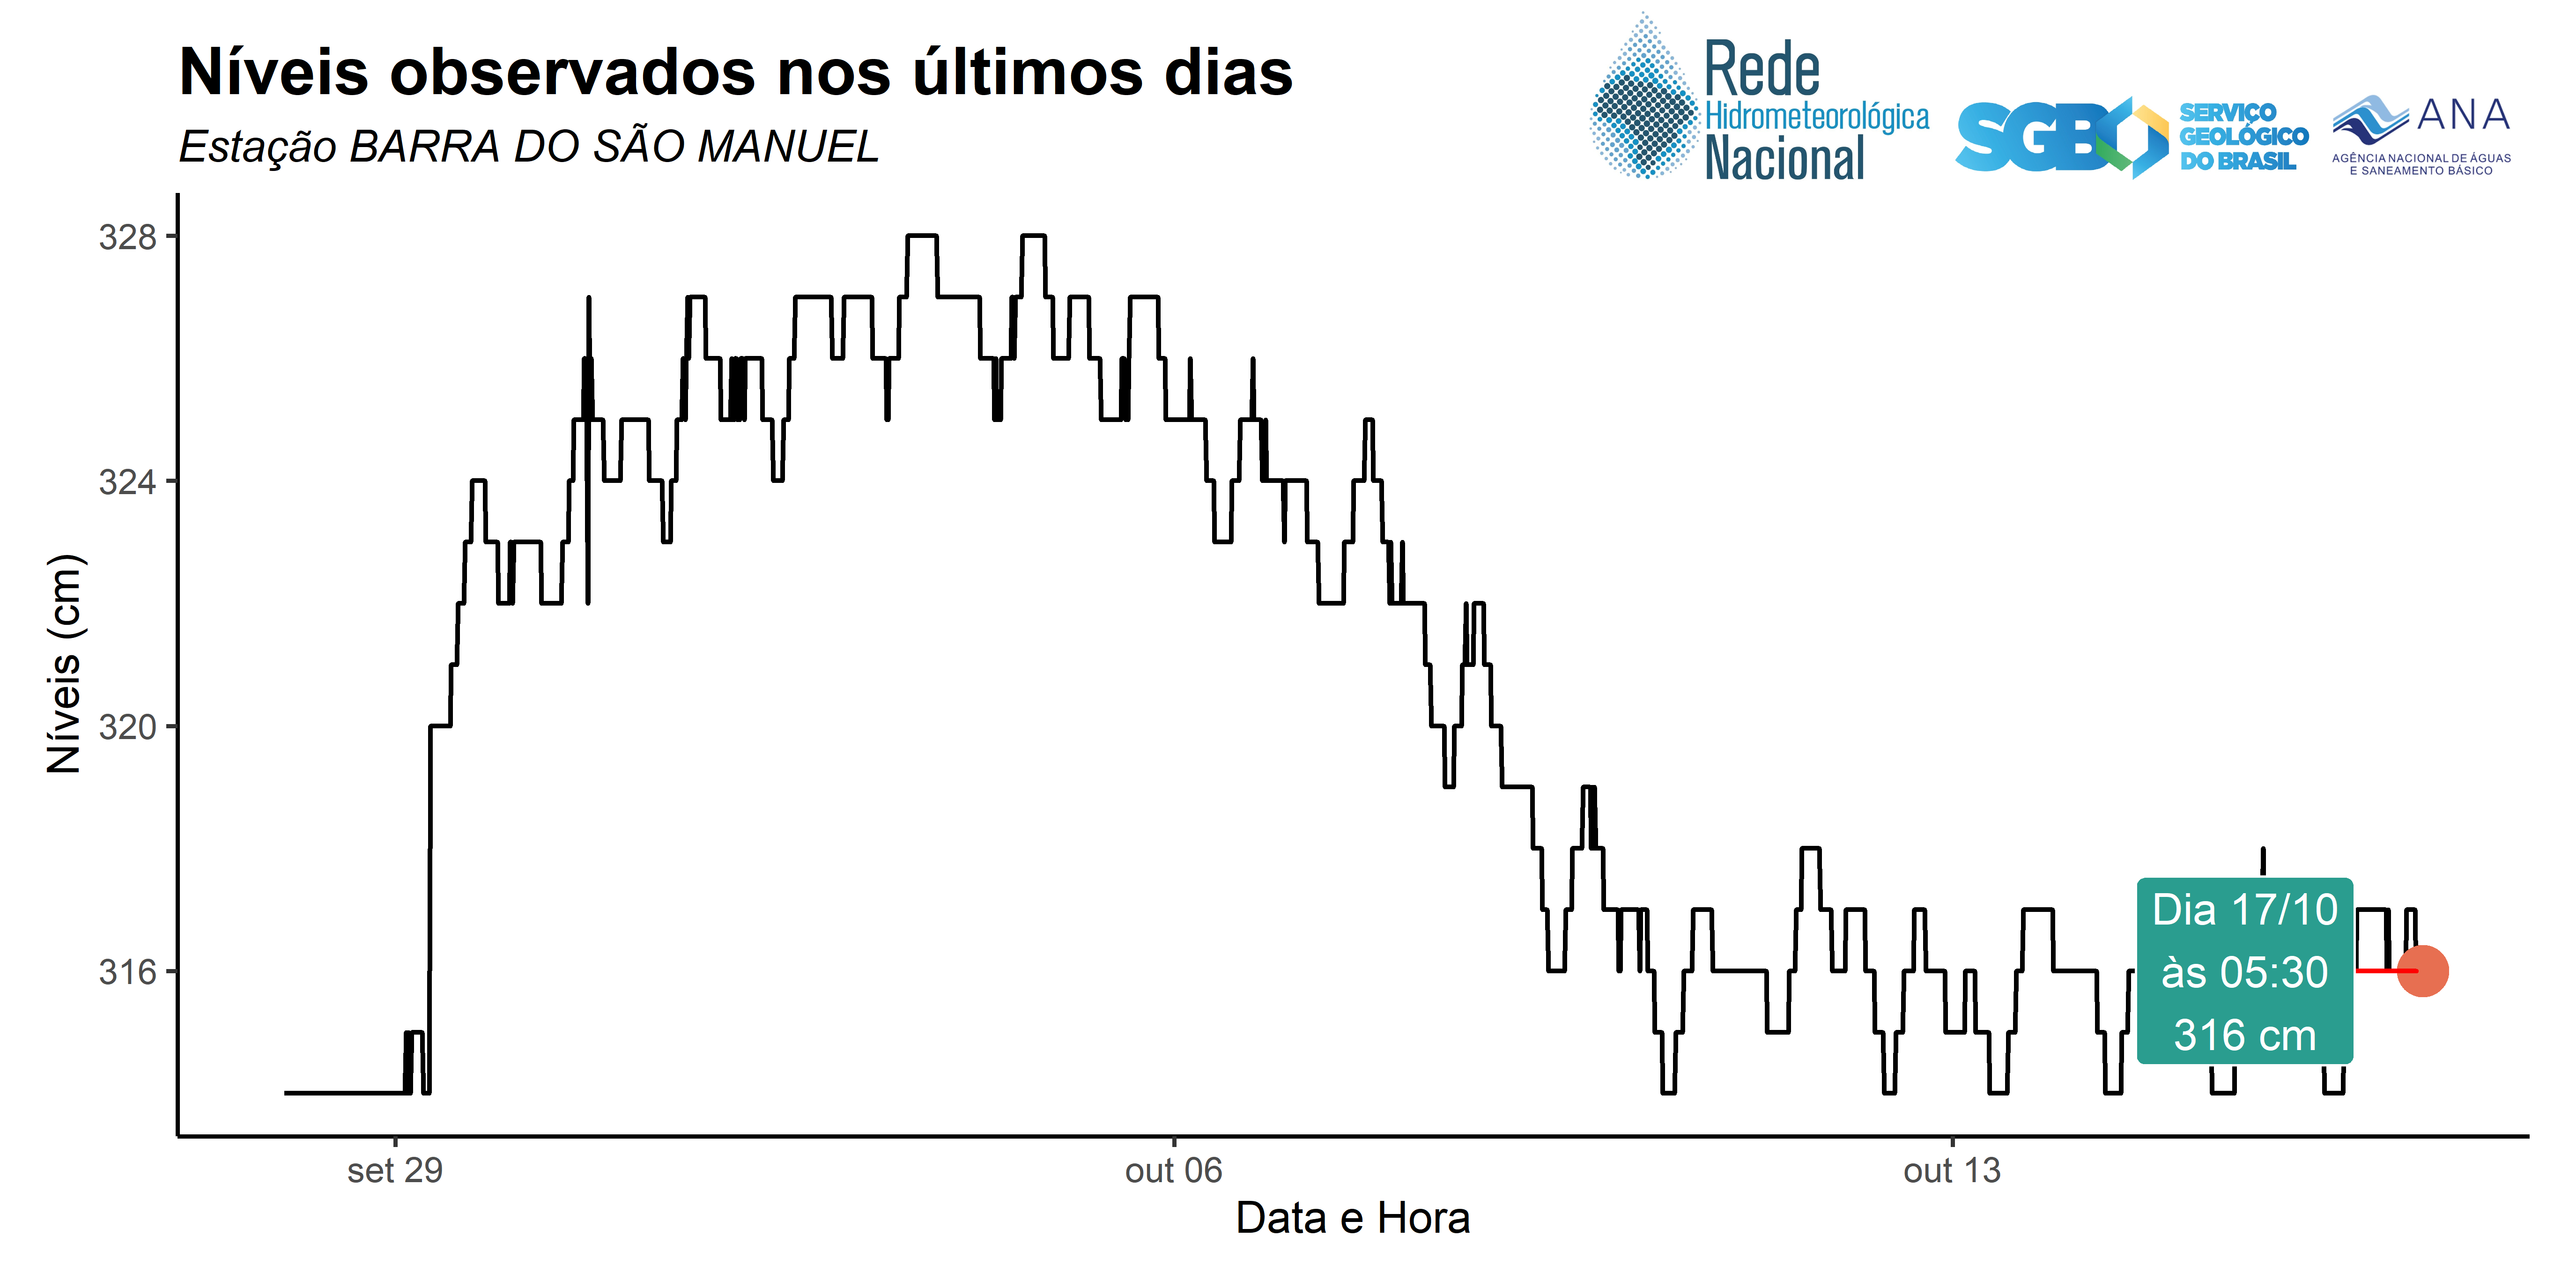 Níveis observados nos últimos dias
Estação BARRA DO SÃO MANUEL
Rede
Hidrometeorológica
Nacional
SGB
SERVIÇO
GEOLÓGICO
DO BRASIL
ANA
AGÊNCIA NACIONAL DE ÁGUAS
E SANEAMENTO BÁSICO
Níveis (cm)
328
324
320
316
Dia 17/10
às 05:30
316 cm
set 29
out 06
out 13
Data e Hora